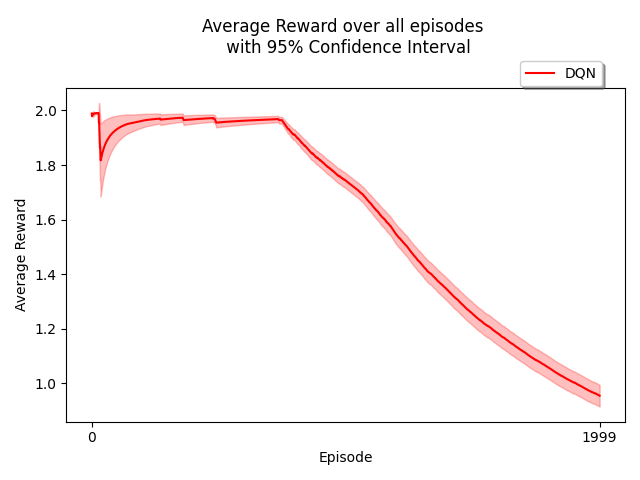 Average Reward over all episodes
with 95% Confidence Interval
DQN
2.0
1.8
1.6
1.4
1.2
1.0
Average Reward
0
1999
Episode